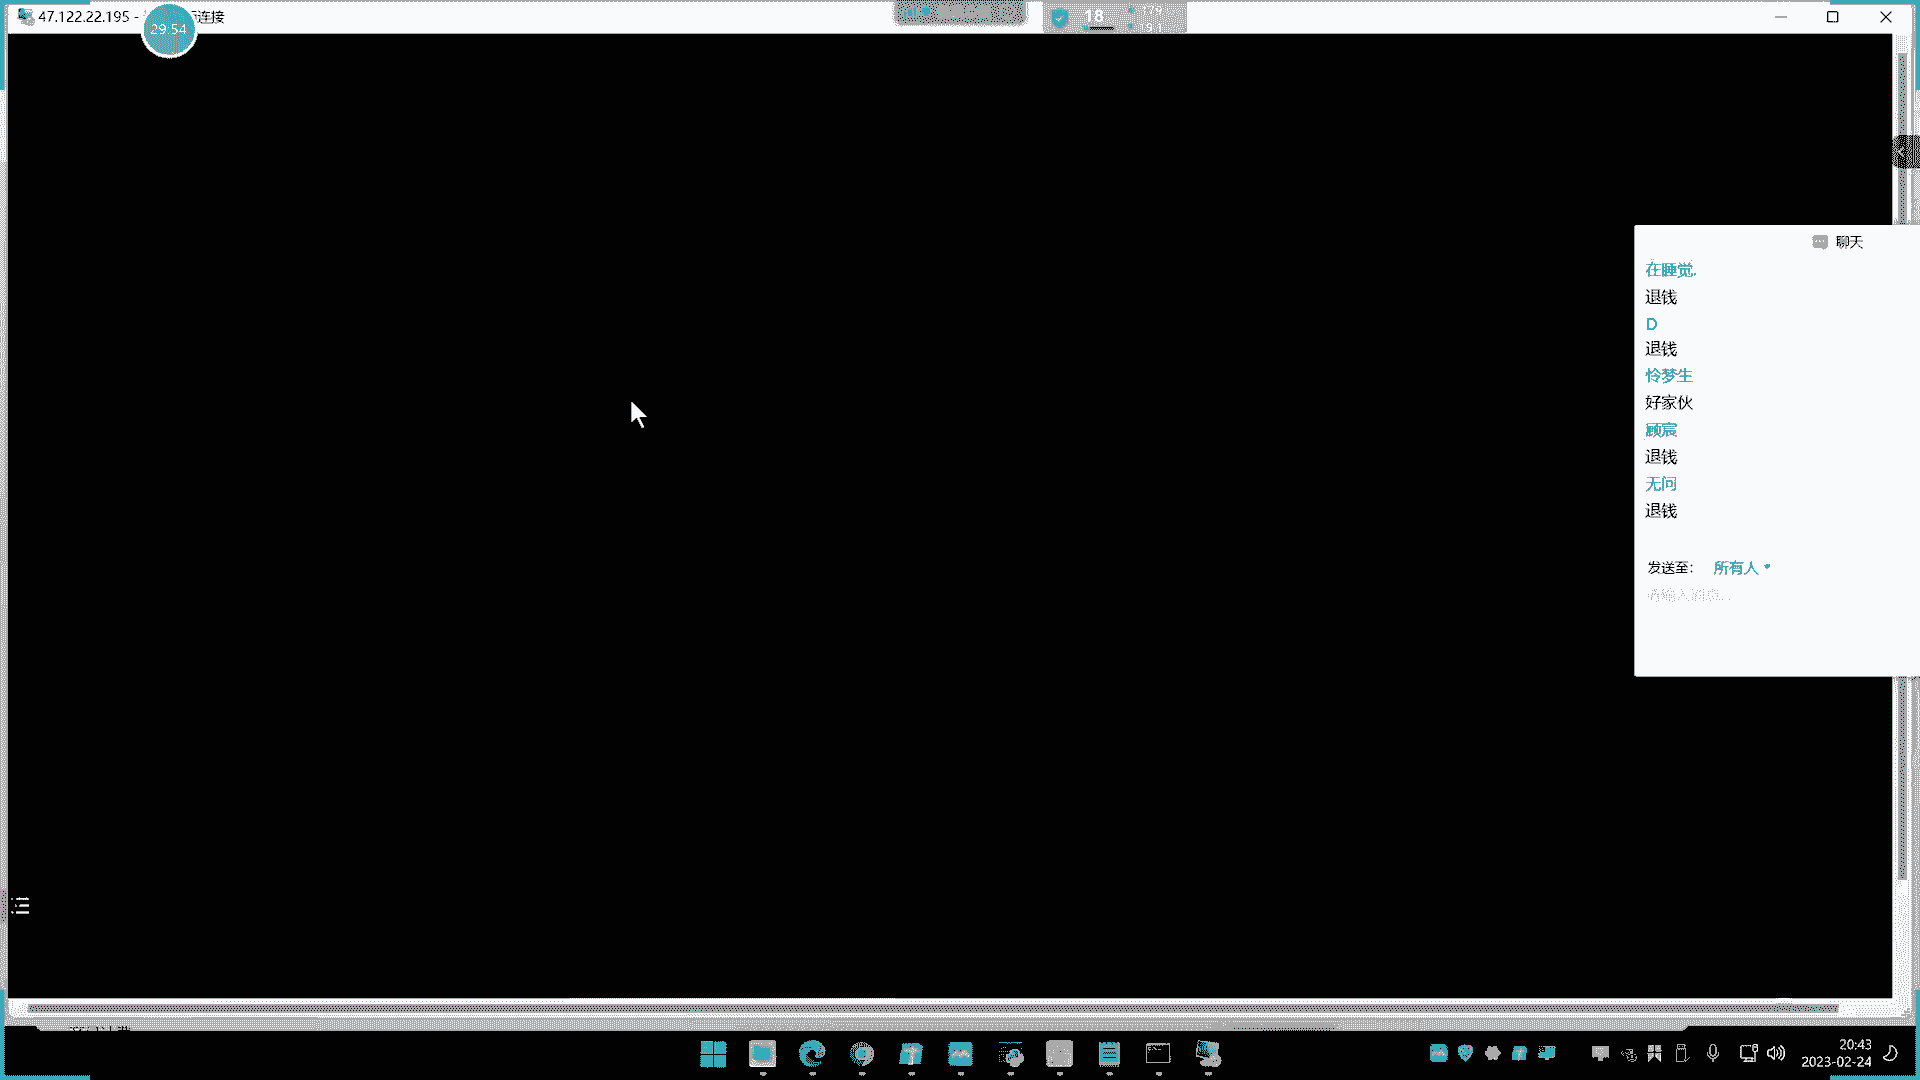 47.122.22.195 -
连接
29:54
18
聊天
在睡觉.
退钱
D
退钱
怜梦生
好家伙
顾宸
退钱
无问
退钱
发送至:
所有人
请输入消息...
20:43
2023-02-24